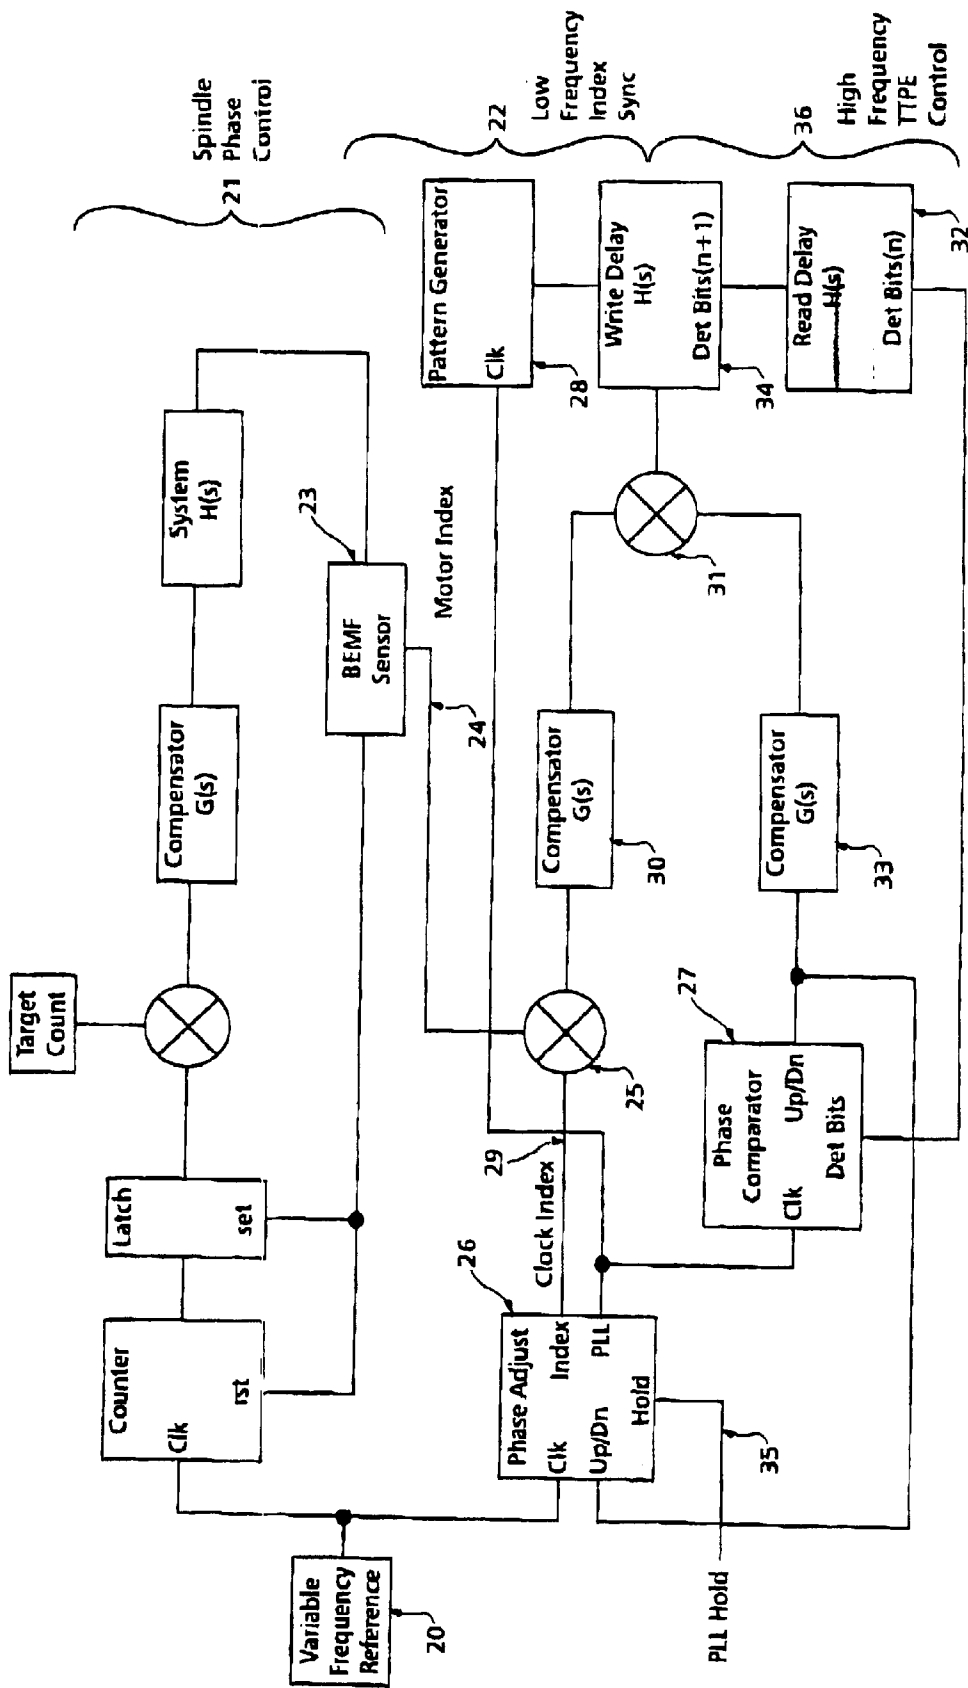 Target
Count
Counter
Clk
rst
Latch
set
Compensator
G(s)
System
H(s)
21
Spindle
Phase
Control
Variable
Frequency
Reference
20
BEMF
Sensor
23
24
Motor Index
Phase Adjust
Clk
Index
Up/Dn
PLL
Hold
26
Clock Index
29
25
Compensator
G(s)
30
31
Pattern Generator
Clk
28
22
Low
Frequency
Index
Sync
Write Delay
H(s)
Det Bits(n+1)
34
PLL Hold
35
Phase
Comparator
Clk
Up/Dn
Det Bits
27
Compensator
G(s)
33
Read Delay
H(s)
Det Bits(n)
32
36
High
Frequency
TTPE
Control